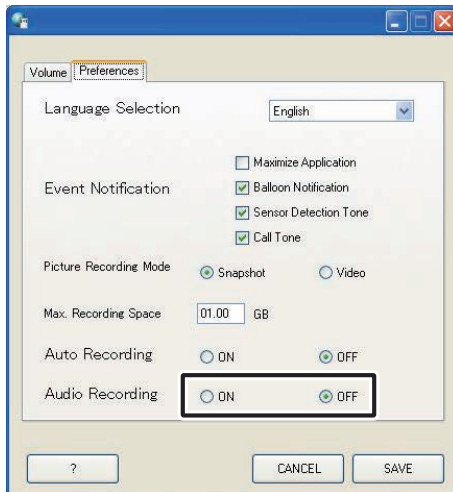 Volume Preferences
Language Selection English
Maximize Application
Event Notification Balloon Notification
Sensor Detection Tone
Call Tone
Picture Recording Mode Snapshot Video
Max. Recording Space 01.00 GB
Auto Recording ON OFF
Audio Recording ON OFF
? CANCEL SAVE